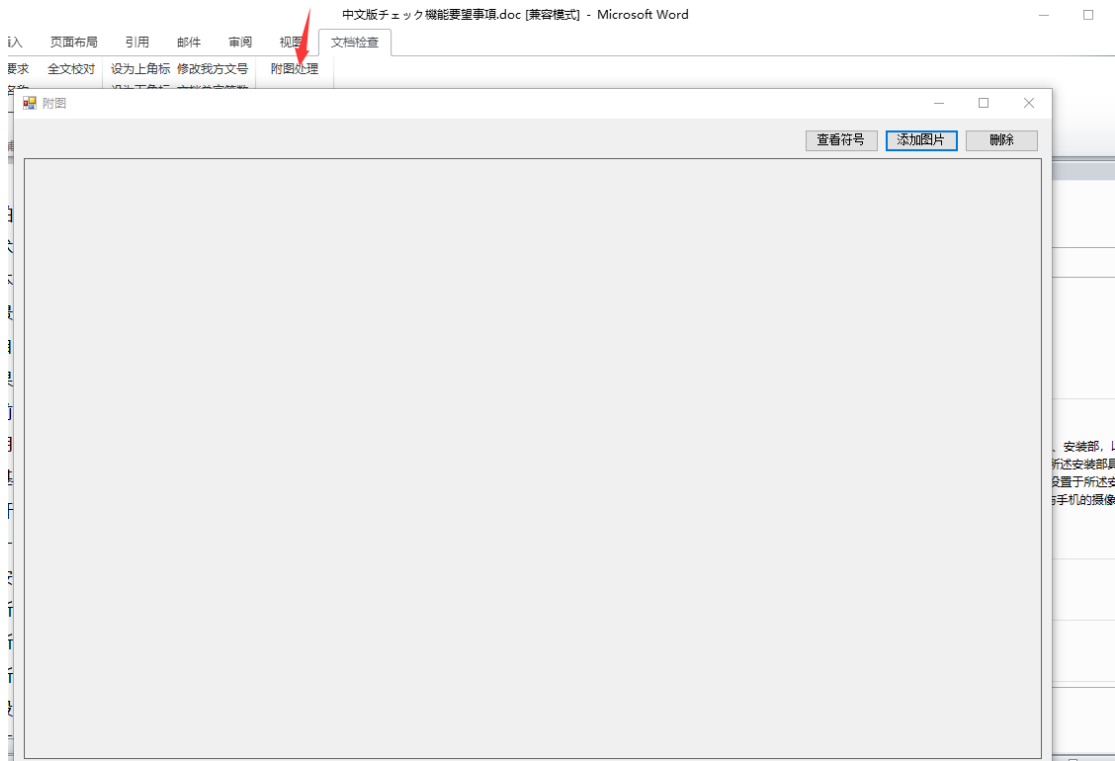 中文版チェック機能要望事項.doc [兼容模式] - Microsoft Word
页面布局 引用 邮件 审阅 视图 文档检查
要求 全文校对 设为上角标 修改我方文号 附图处理
附图
查看符号 添加图片 删除
、安装部，
所述安装部
设置于所述安
与手机的摄像